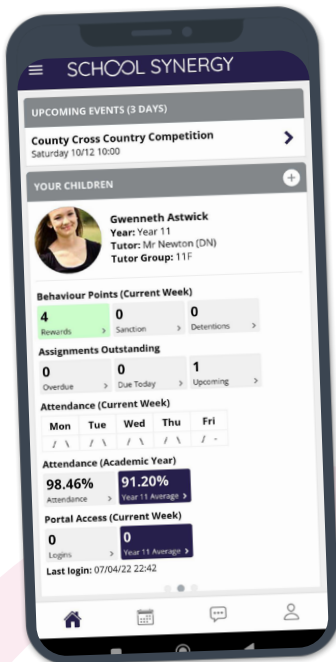 SCHOOL SYNERGY
UPCOMING EVENTS (3 DAYS)
County Cross Country Competition
Saturday 10/12 10:00
YOUR CHILDREN
Gwenneth Astwick
Year: Year 11
Tutor: Mr Newton (DN)
Tutor Group: 11F
Behaviour Points (Current Week)
4 0 0
Rewards Sanction Detentions
Assignments Outstanding
0 0 1
Overdue Due Today Upcoming
Attendance (Current Week)
Mon Tue Wed Thu Fri
/ \ / \ / \ / \ / -
Attendance (Academic Year)
98.46% 91.20%
Attendance Year 11 Average
Portal Access (Current Week)
0 0
Logins Year 11 Average
Last login: 07/04/22 22:42